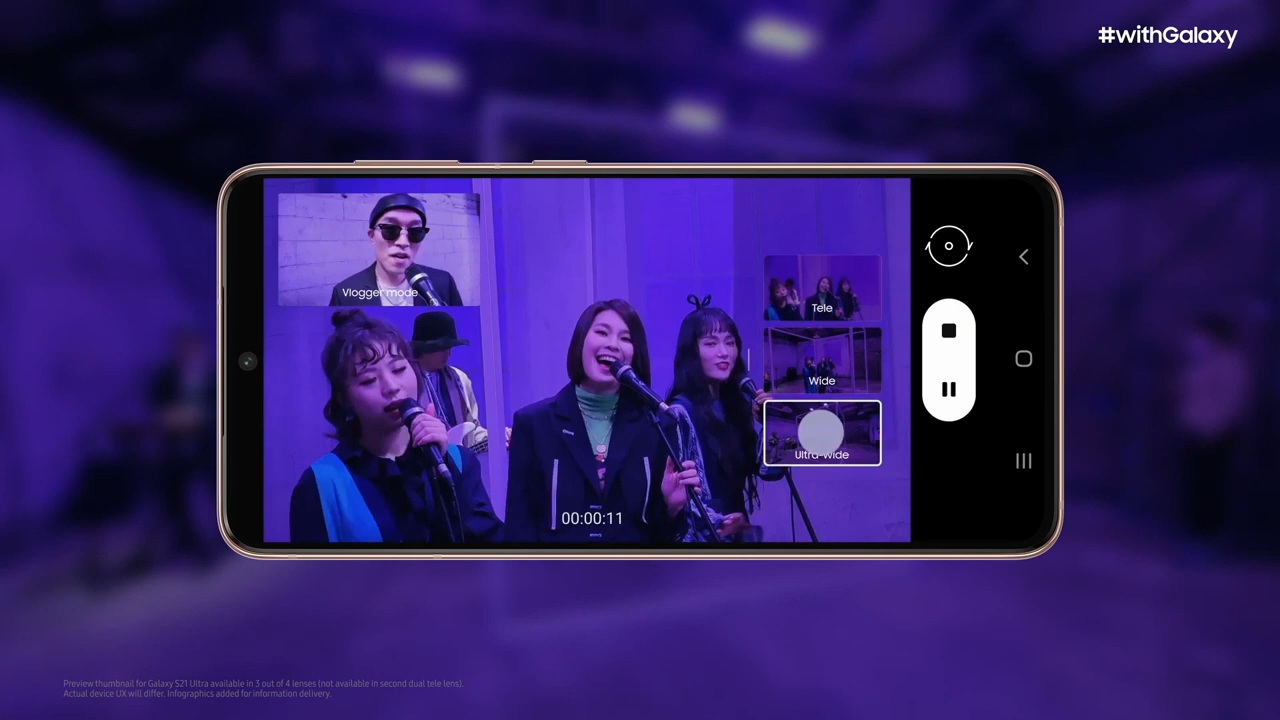 #withGalaxy
Vlogger mode
Tele
Wide
Ultra-wide
00:00:11
Preview thumbnail for Galaxy S21 Ultra available in 3 out of 4 lenses (not available in second dual tele lens).
Actual device UX will differ. Infographics added for information delivery.